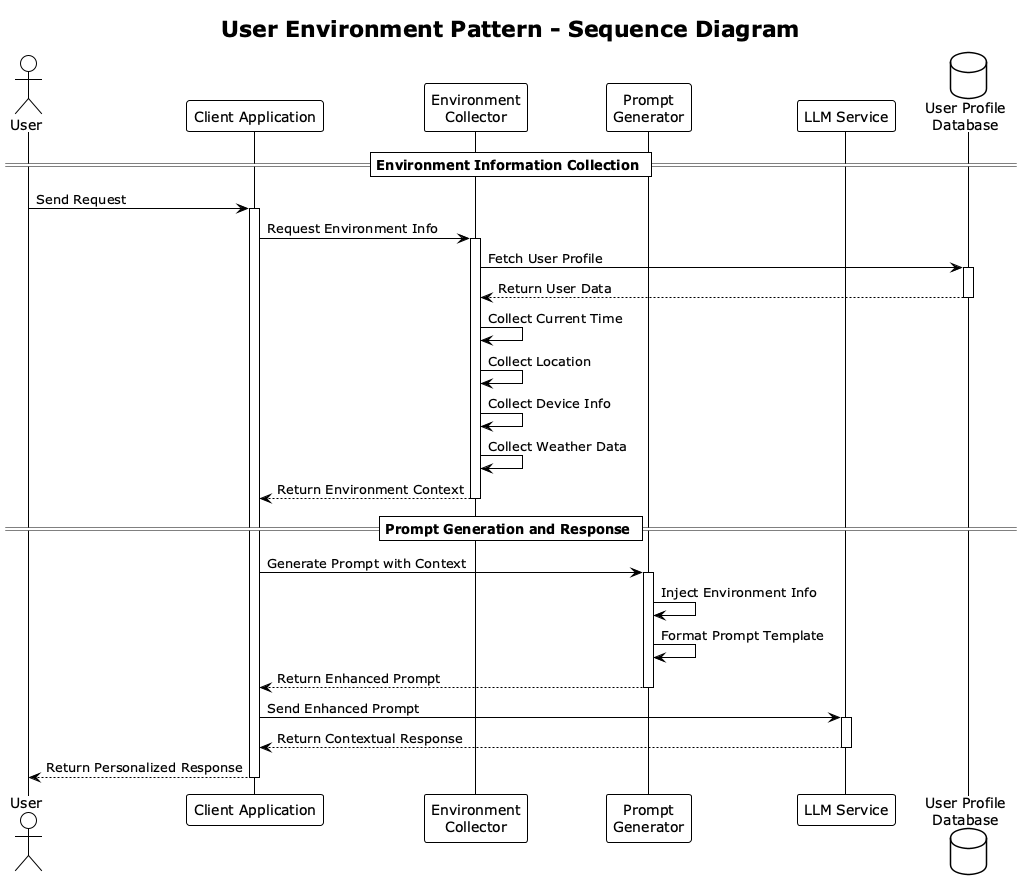 User Environment Pattern - Sequence Diagram
User
Client Application
Environment
Collector
Prompt
Generator
LLM Service
User Profile
Database
Environment Information Collection
Send Request
Request Environment Info
Fetch User Profile
Return User Data
Collect Current Time
Collect Location
Collect Device Info
Collect Weather Data
Return Environment Context
Prompt Generation and Response
Generate Prompt with Context
Inject Environment Info
Format Prompt Template
Return Enhanced Prompt
Send Enhanced Prompt
Return Contextual Response
Return Personalized Response
User
Client Application
Environment
Collector
Prompt
Generator
LLM Service
User Profile
Database